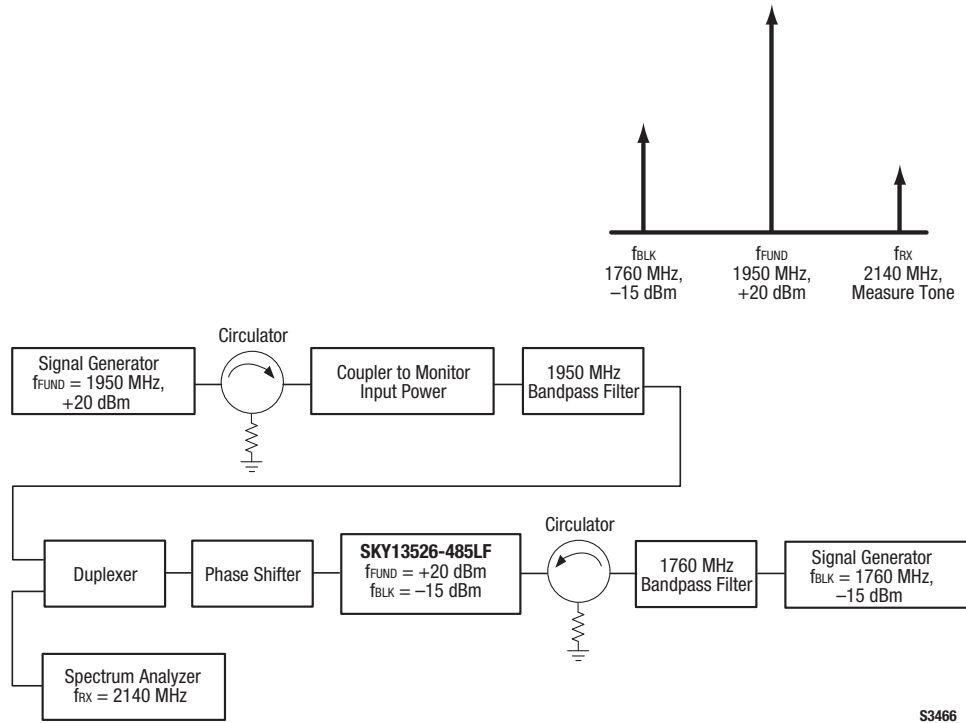 fBLK
1760 MHz,
–15 dBm
fFUND
1950 MHz,
+20 dBm
fRX
2140 MHz,
Measure Tone
Signal Generator
fFUND = 1950 MHz,
+20 dBm
Circulator
Coupler to Monitor
Input Power
1950 MHz
Bandpass Filter
Duplexer
Phase Shifter
SKY13526-485LF
fFUND = +20 dBm
fBLK = –15 dBm
Circulator
1760 MHz
Bandpass Filter
Signal Generator
fBLK = 1760 MHz,
–15 dBm
Spectrum Analyzer
fRX = 2140 MHz
S3466